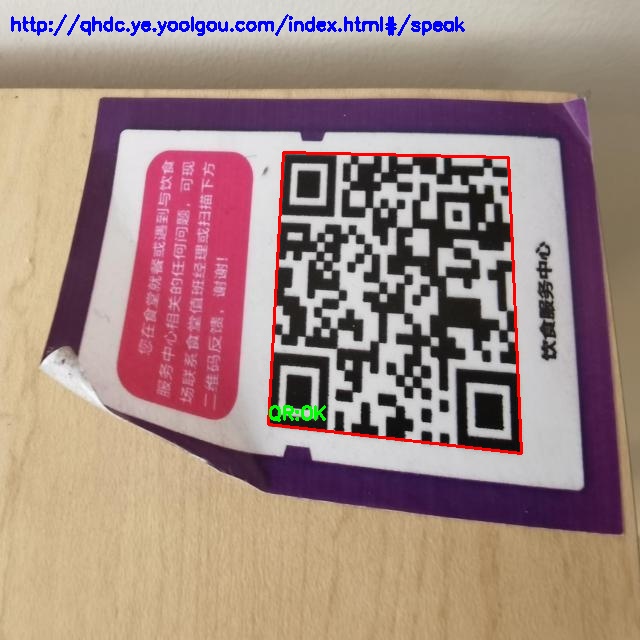 http://qhdc.ye.yoolgou.com/index.html#/speak
您在食堂就餐或遇到与饮食
服务中心相关的任何问题，可现
场联系食堂值班经理或扫描下方
二维码反馈，谢谢！
QR:OK
饮食服务中心